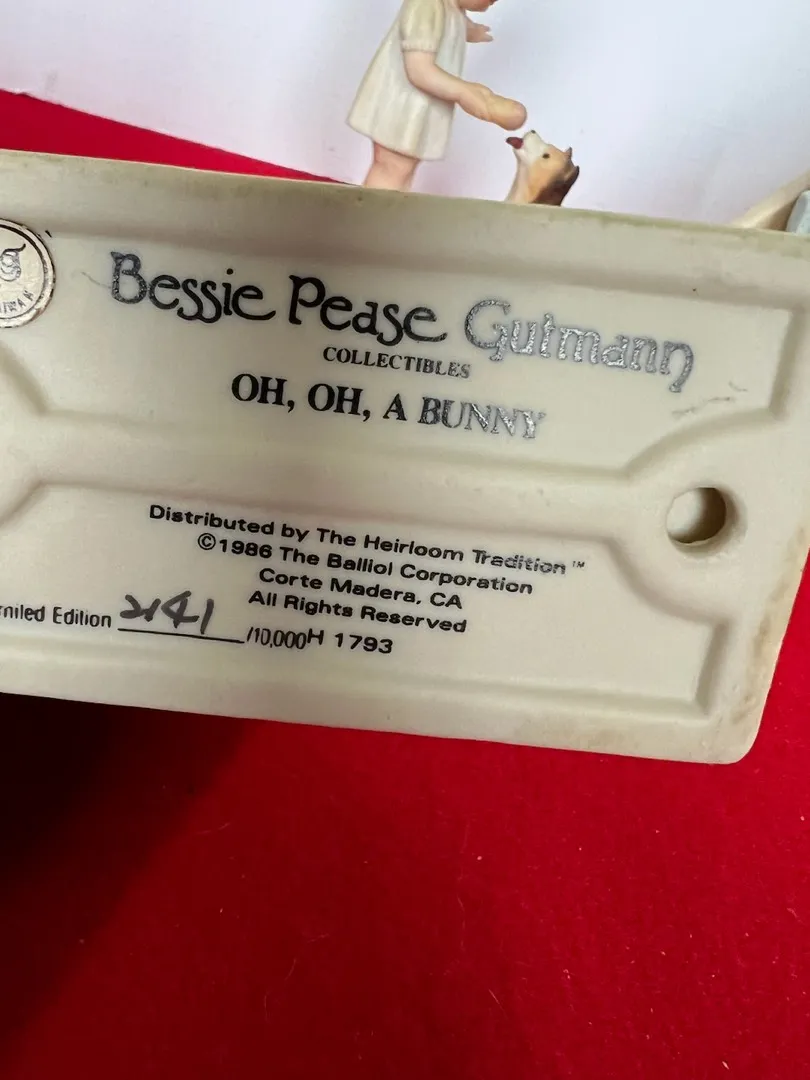 Bessie Pease Gutmann
COLLECTIBLES
OH, OH, A BUNNY
Distributed by The Heirloom Tradition™
©1986 The Balliol Corporation
Corte Madera, CA
All Rights Reserved
Edition 2141 /10,000 H 1793